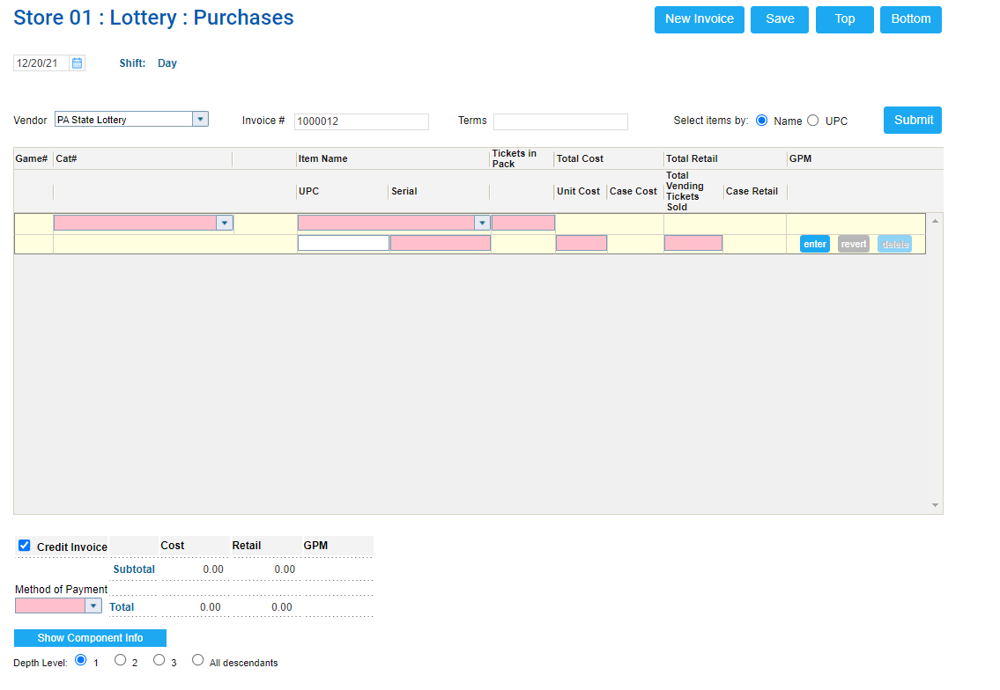 Store 01 : Lottery : Purchases
New Invoice Save Top Bottom
12/20/21 Shift: Day
Vendor PA State Lottery Invoice # 1000012 Terms Select items by: Name UPC Submit
Game# Cat# Item Name Tickets in Pack Total Cost Total Retail GPM
UPC Serial Unit Cost Case Cost Total Vending Tickets Sold Case Retail
enter revert delete
Credit Invoice Cost Retail GPM
Subtotal 0.00 0.00
Method of Payment
Total 0.00 0.00
Show Component Info
Depth Level: 1 2 3 All descendants